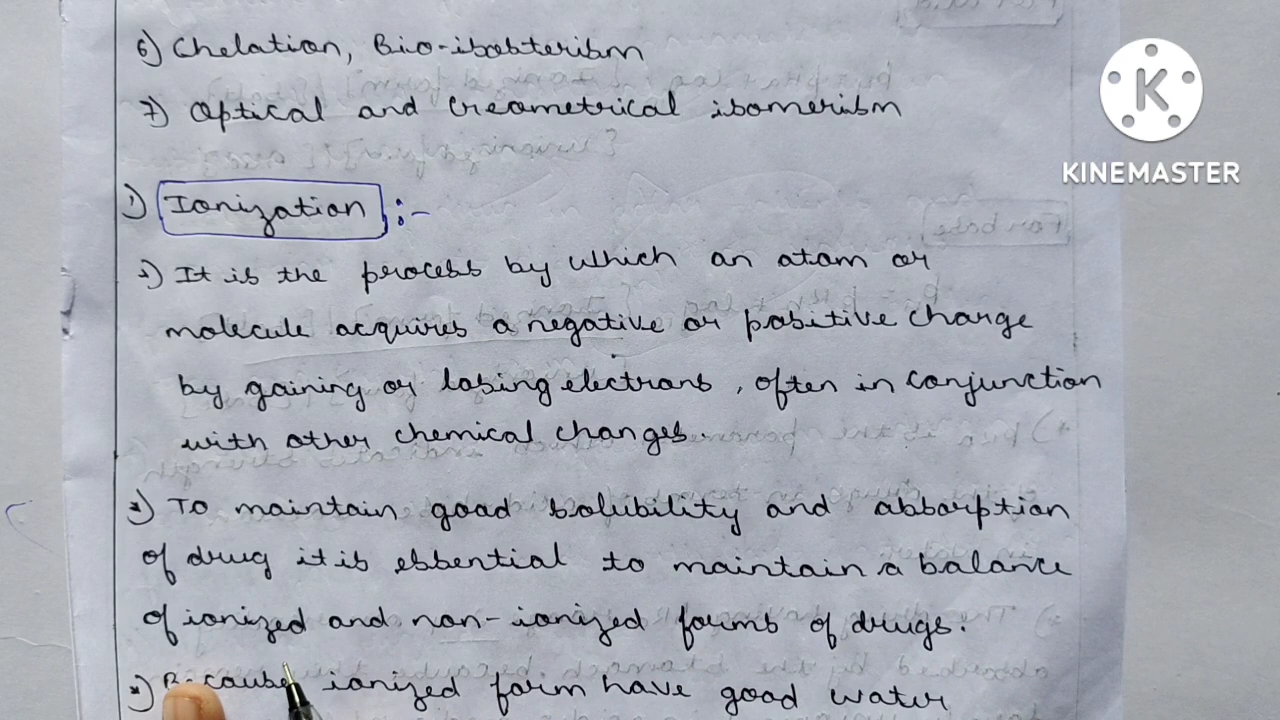 6) Chelation, Bio-isosterism
7) Optical and Geometrical isomerism
K
KINEMASTER
1) Ionization :-
*) It is the process by which an atom or
molecule acquires a negative or positive charge
by gaining or losing electrons, often in conjunction
with other chemical changes.
*) To maintain good solubility and absorption
of drug it is essential to maintain a balance
of ionized and non-ionized forms of drugs.
*) Because ionized form have good water